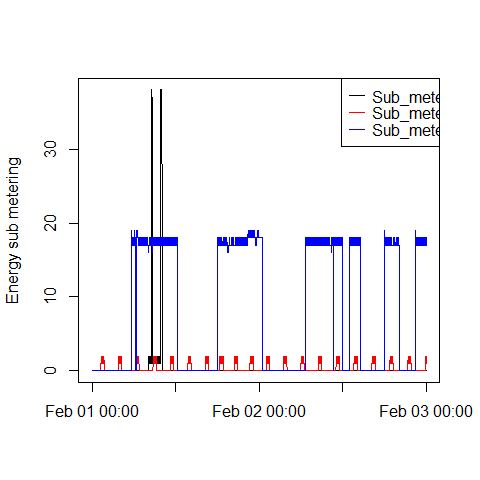 Sub_mete
Sub_mete
Sub_mete
Energy sub metering
0
10
20
30
Feb 01 00:00
Feb 02 00:00
Feb 03 00:00